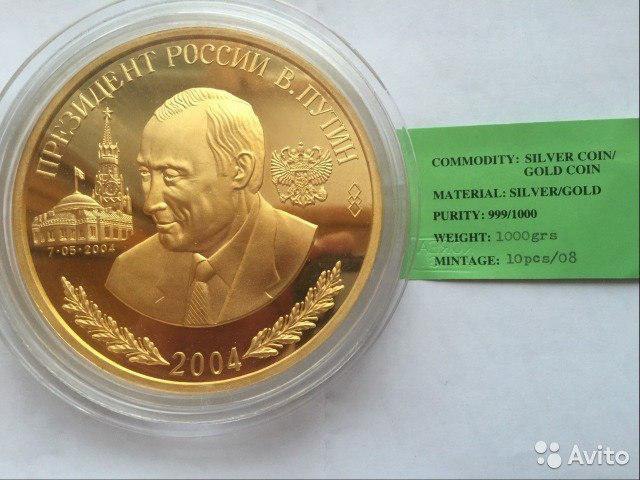 ПРЕЗИДЕНТ РОССИИ В. ПУТИН
7-05-2004
2004
COMMODITY: SILVER COIN/
GOLD COIN
MATERIAL: SILVER/GOLD
PURITY: 999/1000
WEIGHT: 1000grs
MINTAGE: 10pcs/08
Avito